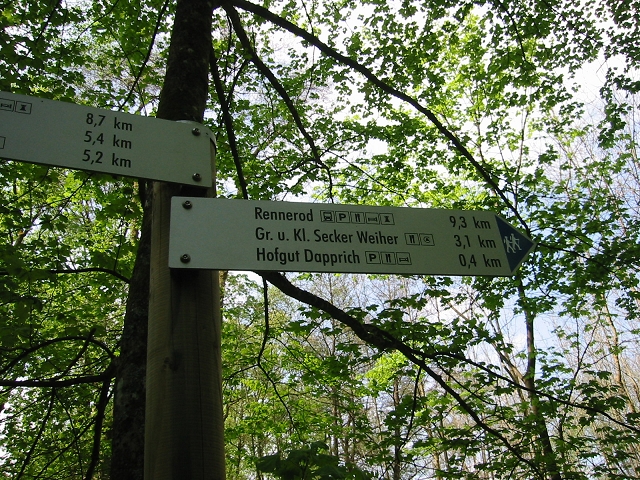 8,7 km
5,4 km
5,2 km
Rennerod P 9,3 km
Gr. u. Kl. Secker Weiher 3,1 km
Hofgut Dapprich P 0,4 km